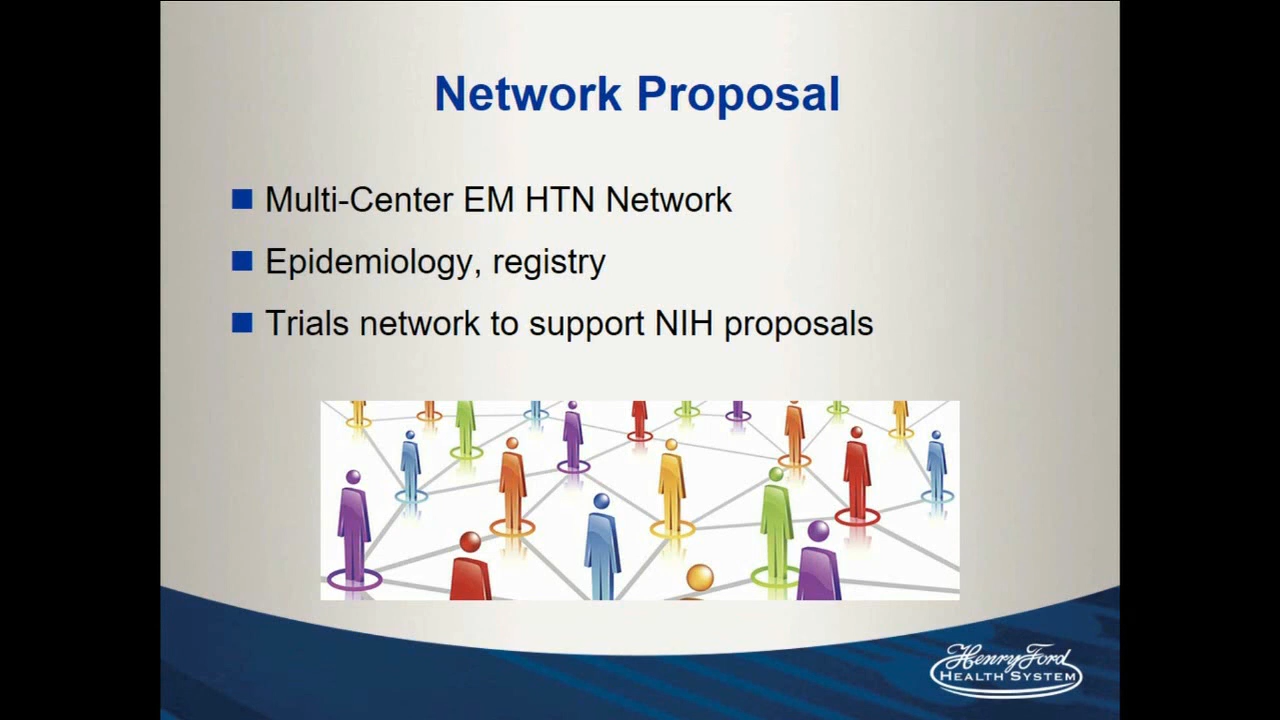 Network Proposal
Multi-Center EM HTN Network
Epidemiology, registry
Trials network to support NIH proposals
Henry Ford
HEALTH SYSTEM